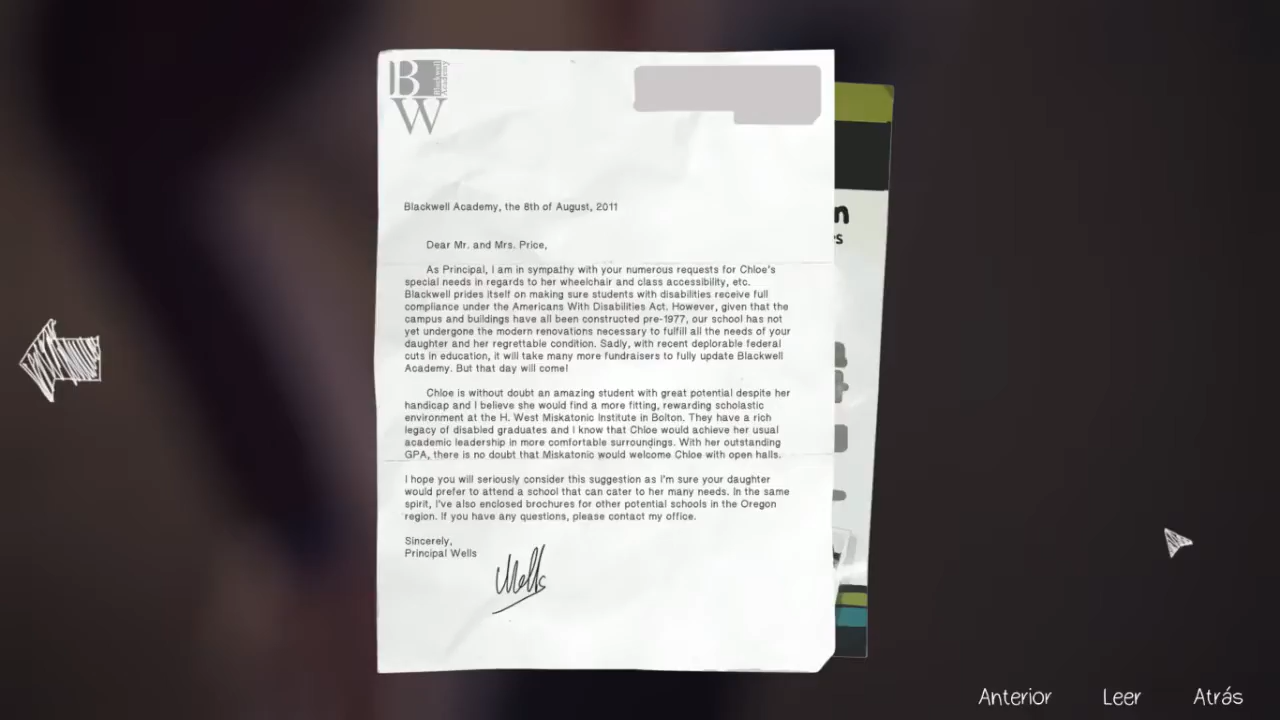 B Blackwell Academy
W
n
s
Blackwell Academy, the 8th of August, 2011
Dear Mr. and Mrs. Price,
As Principal, I am in sympathy with your numerous requests for Chloe's
special needs in regards to her wheelchair and class accessibility, etc.
Blackwell prides itself on making sure students with disabilities receive full
compliance under the Americans With Disabilities Act. However, given that the
campus and buildings have all been constructed pre-1977, our school has not
yet undergone the modern renovations necessary to fulfill all the needs of your
daughter and her regrettable condition. Sadly, with recent deplorable federal
cuts in education, it will take many more fundraisers to fully update Blackwell
Academy. But that day will come!
Chloe is without doubt an amazing student with great potential despite her
handicap and I believe she would find a more fitting, rewarding scholastic
environment at the H. West Miskatonic Institute in Bolton. They have a rich
legacy of disabled graduates and I know that Chloe would achieve her usual
academic leadership in more comfortable surroundings. With her outstanding
GPA, there is no doubt that Miskatonic would welcome Chloe with open halls.
I hope you will seriously consider this suggestion as I'm sure your daughter
would prefer to attend a school that can cater to her many needs. In the same
spirit, I've also enclosed brochures for other potential schools in the Oregon
region. If you have any questions, please contact my office.
Sincerely,
Principal Wells
Wells
Anterior Leer Atrás